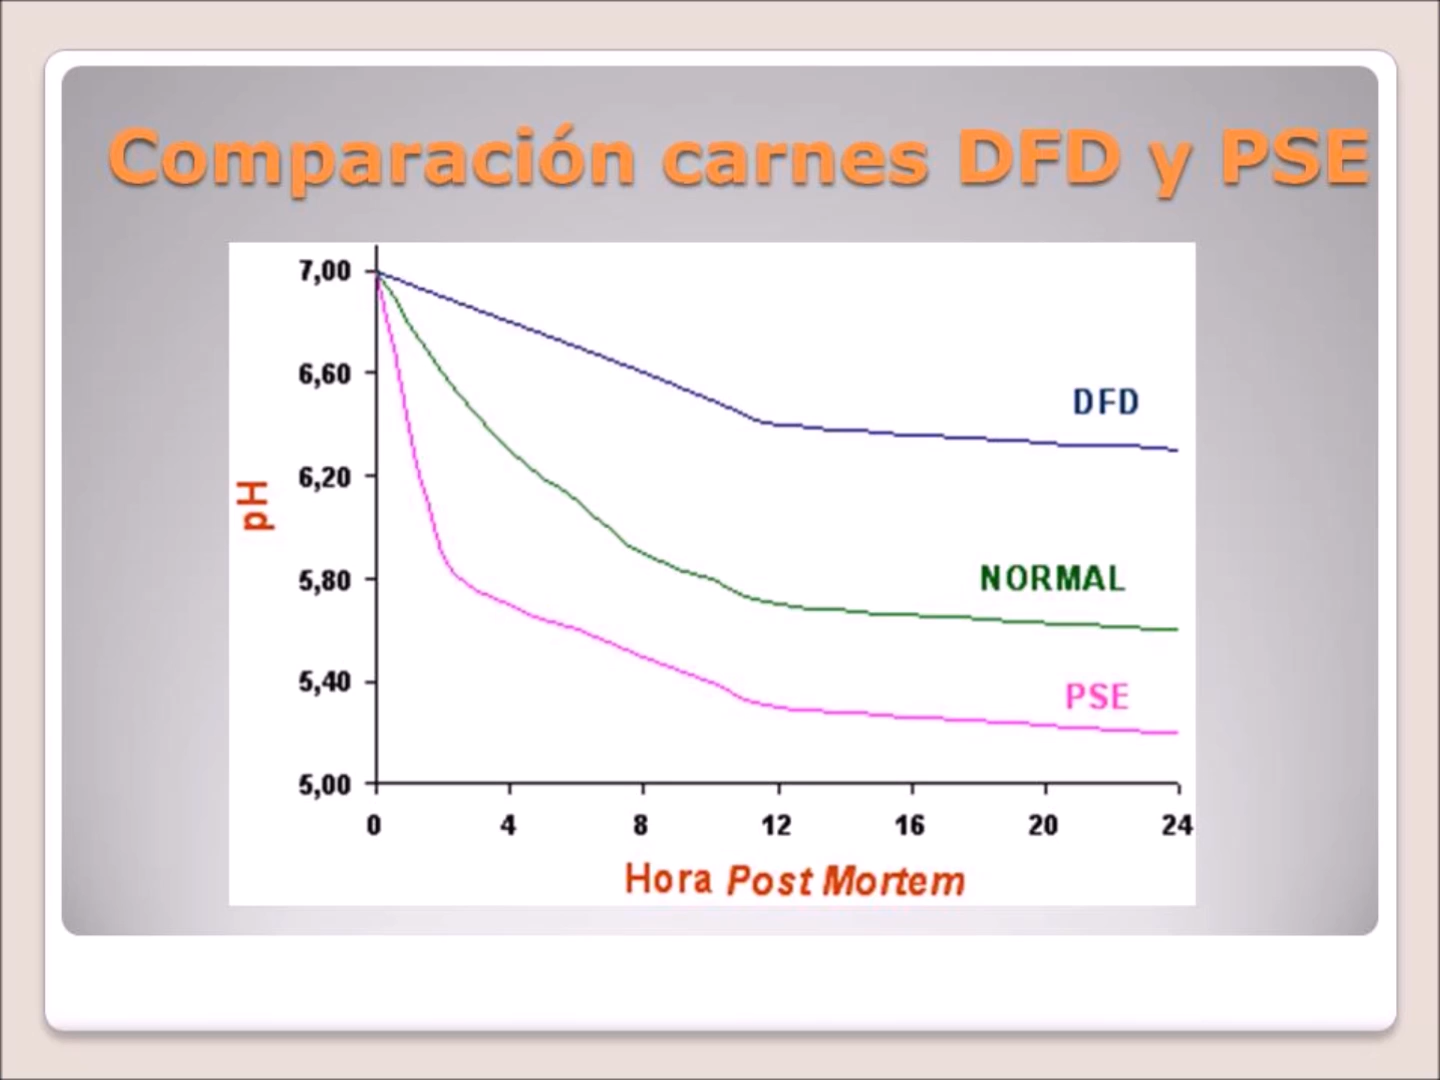 Comparación carnes DFD y PSE
7,00
6,60
6,20
5,80
5,40
5,00
pH
DFD
NORMAL
PSE
0 4 8 12 16 20 24
Hora Post Mortem